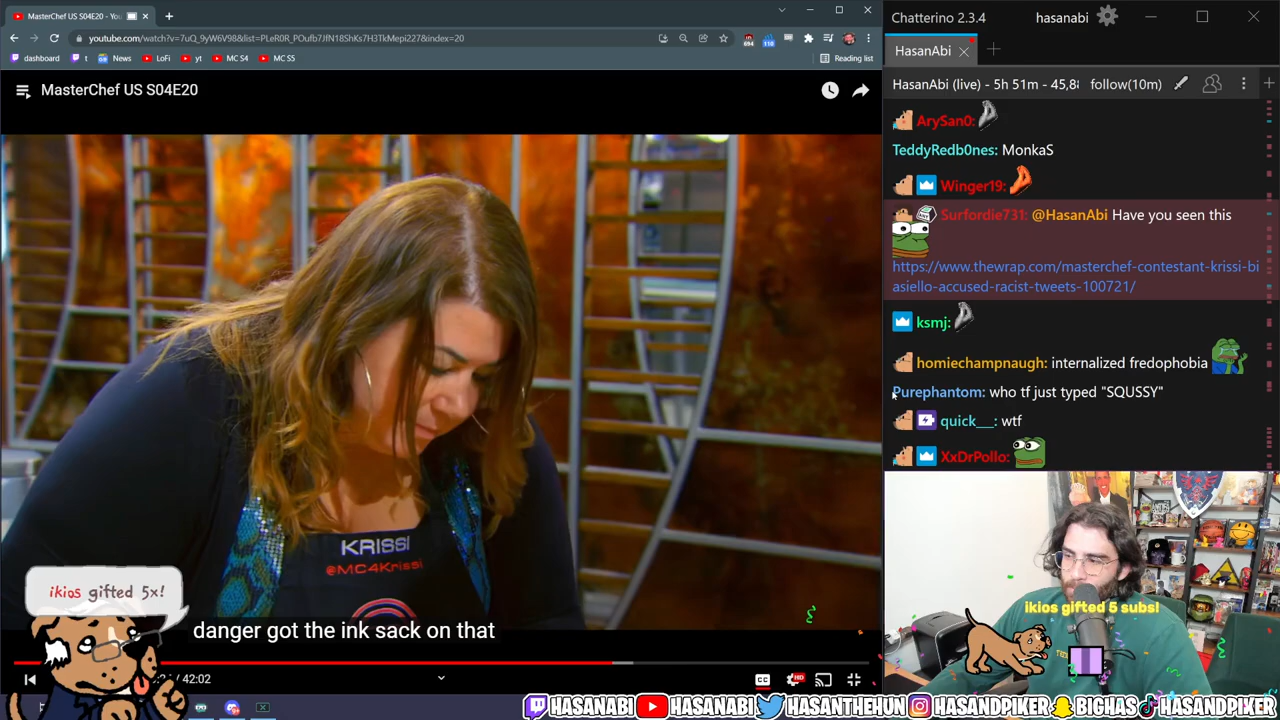 MasterChef US S04E20 - You
youtube.com/watch?v=7uQ_9yW6V98&list=PLeR0R_POufb7JfN18ShKs7H3TkMepi227&index=20
694
110
dashboard
t
News
LoFi
yt
MC S4
MC S5
Reading list
MasterChef US S04E20
KRISSI
@MC4Krissi
ikios gifted 5x!
danger got the ink sack on that
/ 42:02
CC
HD
Chatterino 2.3.4
hasanabi
HasanAbi
HasanAbi (live) - 5h 51m - 45,8
follow(10m)
ArySan0:
TeddyRedb0nes: MonkaS
Winger19:
Surfordie731: @HasanAbi Have you seen this
https://www.thewrap.com/masterchef-contestant-krissi-bi
asiello-accused-racist-tweets-100721/
ksmj:
homiechampnaugh: internalized fredophobia
Purephantom: who tf just typed "SQUSSY"
quick___: wtf
XxDrPollo:
ikios gifted 5 subs!
HASANABI
HASANABI
HASANTHEHUN
HASANDPIKER
BIGHAS
HASANDPIKER